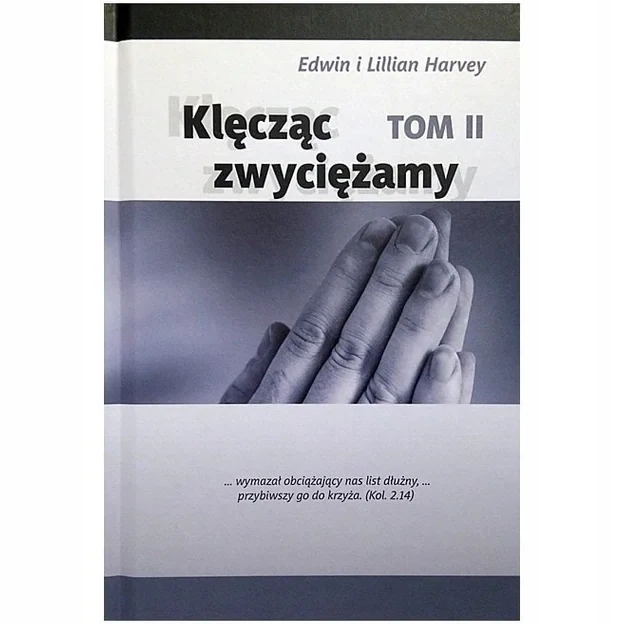 Edwin i Lillian Harvey
Klęcząc TOM II
zwyciężamy
... wymazał obciążający nas list dłużny, ...
przybiwszy go do krzyża. (Kol. 2.14)